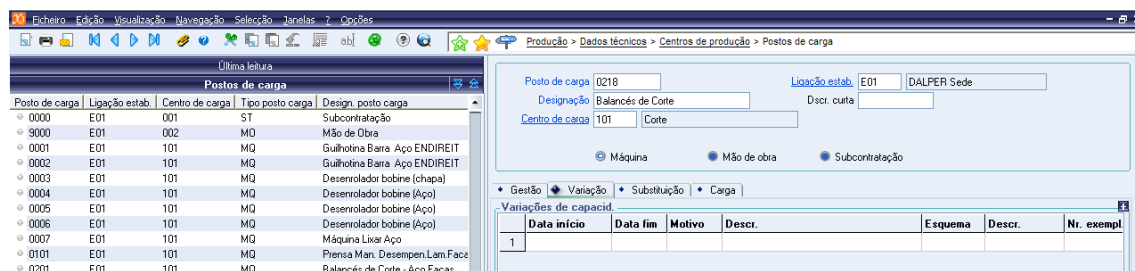 Ficheiro Edição Visualização Navegação Selecção Janelas ? Opções
Produção > Dados técnicos > Centros de produção > Postos de carga
Última leitura
Postos de carga
Posto de carga Ligação estab. Centro de carga Tipo posto carga Design. posto carga
0000 E01 001 ST Subcontratação
9000 E01 002 MO Mão de Obra
0001 E01 101 MQ Guilhotina Barra Aço ENDIREIT
0002 E01 101 MQ Guilhotina Barra Aço ENDIREIT
0003 E01 101 MQ Desenrolador bobine (chapa)
0004 E01 101 MQ Desenrolador bobine (Aço)
0005 E01 101 MQ Desenrolador bobine (Aço)
0006 E01 101 MQ Desenrolador bobine (Aço)
0007 E01 101 MQ Máquina Lixar Aço
0101 E01 101 MQ Prensa Man. Desempen.Lam.Faca
0201 E01 101 MQ Balancés de Corte - Aço Facas
Posto de carga 0218 Ligação estab. E01 DALPER Sede
Designação Balancés de Corte Dscr. curta
Centro de carga 101 Corte
Máquina Mão de obra Subcontratação
Gestão Variação Substituição Carga
Variações de capacid.
Data início Data fim Motivo Descr. Esquema Descr. Nr. exempl.
1